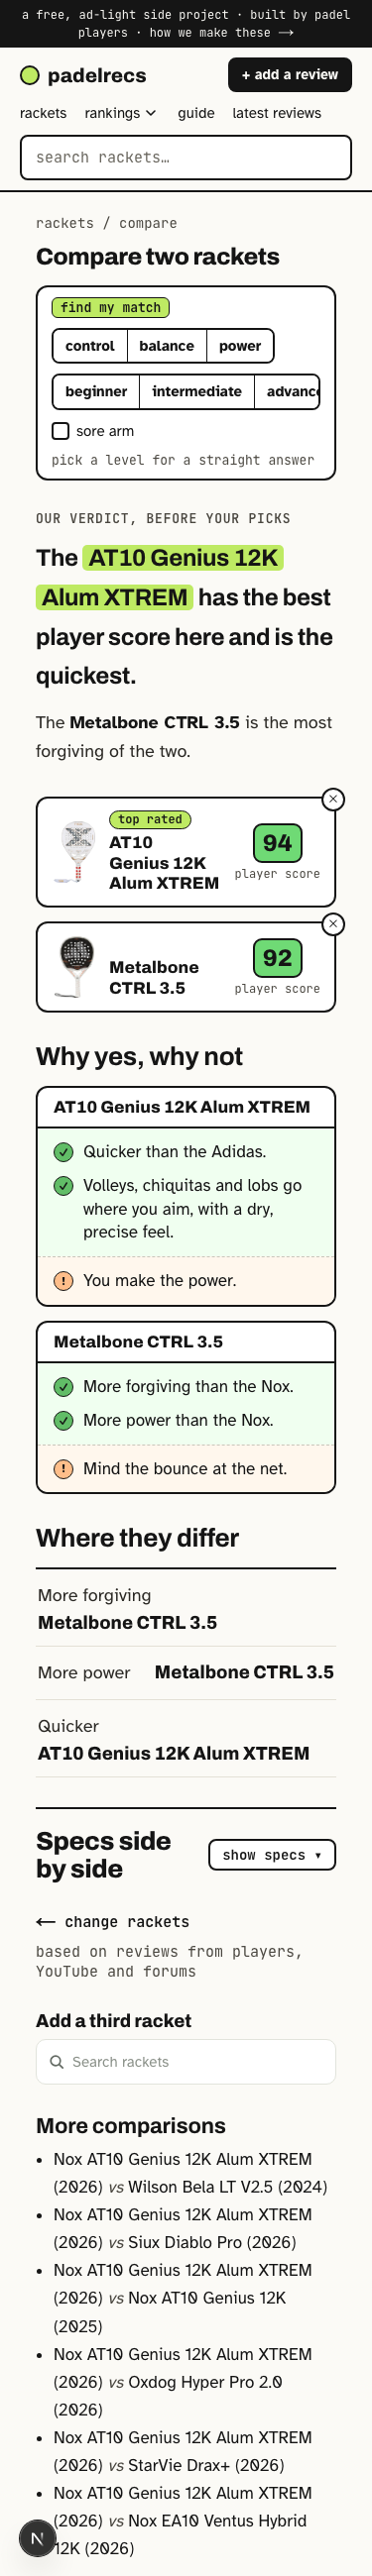 a free, ad-light side project · built by padel
players · how we make these ⟶
padelrecs
+ add a review
rackets
rankings
guide
latest reviews
search rackets…
rackets / compare
Compare two rackets
find my match
control
balance
power
beginner
intermediate
advanc
sore arm
pick a level for a straight answer
OUR VERDICT, BEFORE YOUR PICKS
The AT10 Genius 12K
Alum XTREM has the best
player score here and is the
quickest.
The Metalbone CTRL 3.5 is the most
forgiving of the two.
top rated
AT10
Genius 12K
Alum XTREM
94
player score
Metalbone
CTRL 3.5
92
player score
Why yes, why not
AT10 Genius 12K Alum XTREM
Quicker than the Adidas.
Volleys, chiquitas and lobs go
where you aim, with a dry,
precise feel.
! You make the power.
Metalbone CTRL 3.5
More forgiving than the Nox.
More power than the Nox.
! Mind the bounce at the net.
Where they differ
More forgiving
Metalbone CTRL 3.5
More power Metalbone CTRL 3.5
Quicker
AT10 Genius 12K Alum XTREM
Specs side
by side
show specs ▾
⟵ change rackets
based on reviews from players,
YouTube and forums
Add a third racket
Search rackets
More comparisons
• Nox AT10 Genius 12K Alum XTREM
(2026) vs Wilson Bela LT V2.5 (2024)
• Nox AT10 Genius 12K Alum XTREM
(2026) vs Siux Diablo Pro (2026)
• Nox AT10 Genius 12K Alum XTREM
(2026) vs Nox AT10 Genius 12K
(2025)
• Nox AT10 Genius 12K Alum XTREM
(2026) vs Oxdog Hyper Pro 2.0
(2026)
• Nox AT10 Genius 12K Alum XTREM
(2026) vs StarVie Drax+ (2026)
• Nox AT10 Genius 12K Alum XTREM
(2026) vs Nox EA10 Ventus Hybrid
12K (2026)
N